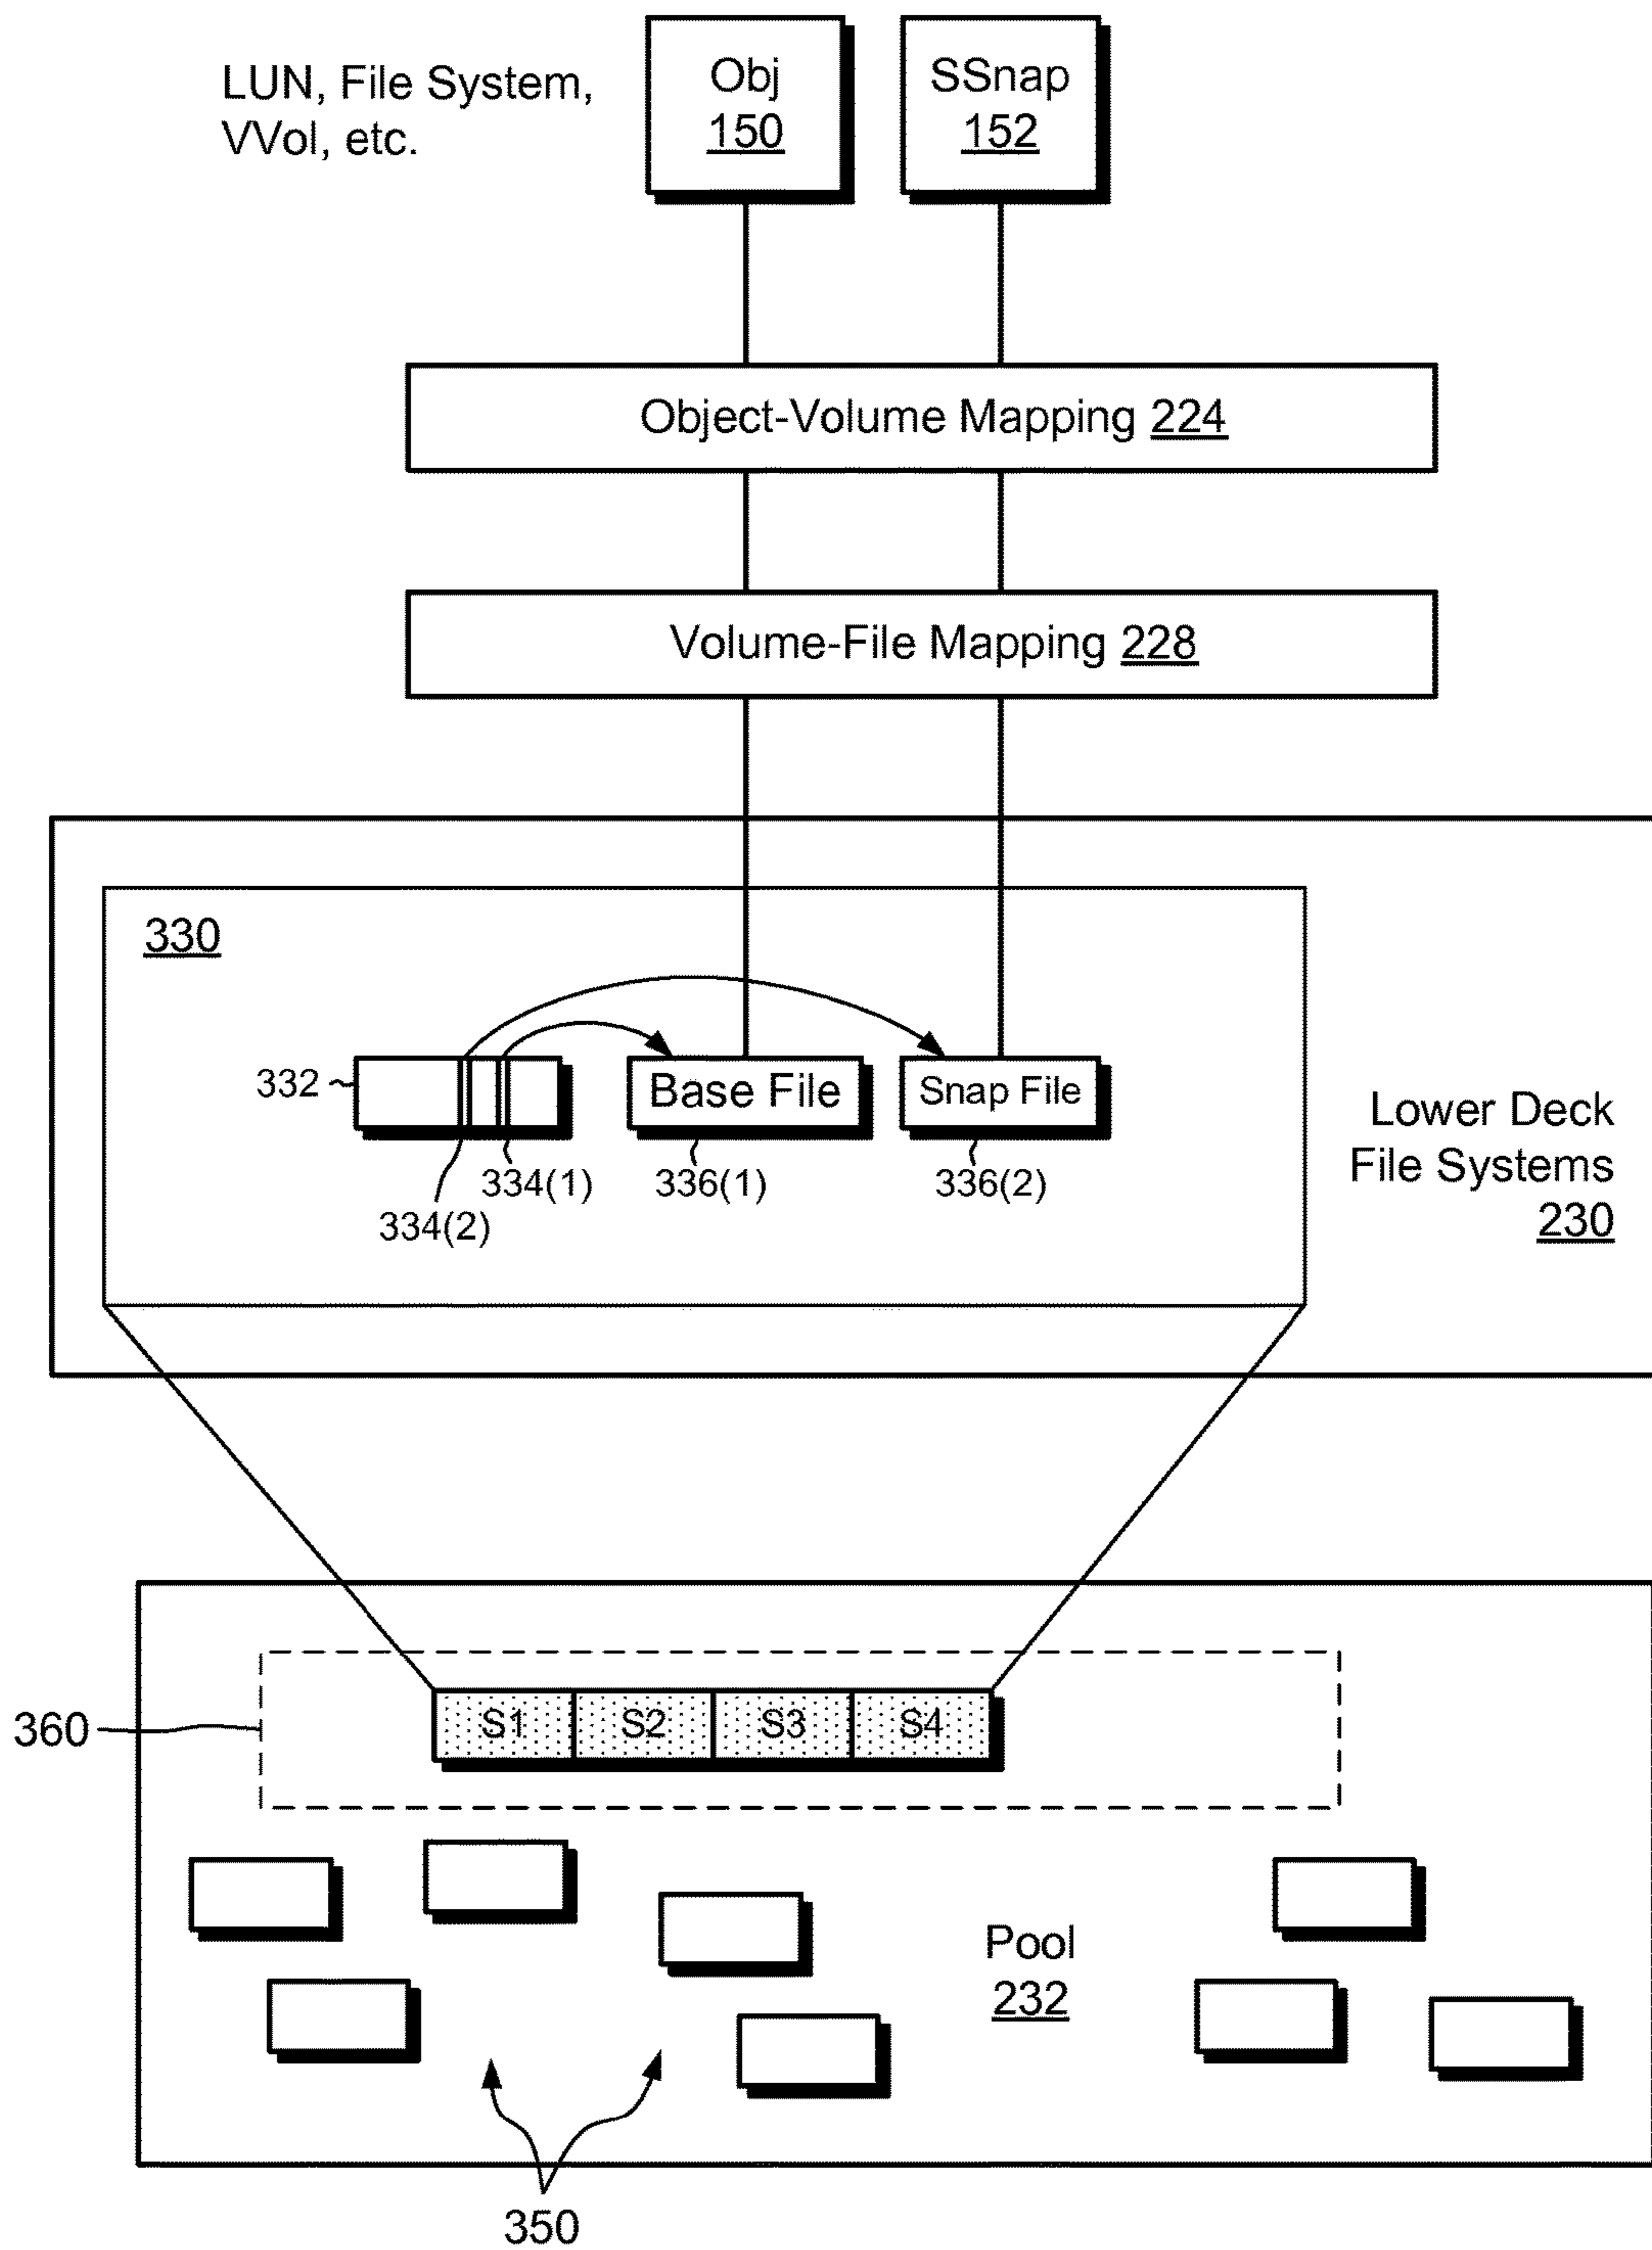 LUN, File System,
VVol, etc.
Obj
150
SSnap
152
Object-Volume Mapping 224
Volume-File Mapping 228
330
332
Base File
Snap File
334(1)
336(1)
336(2)
334(2)
Lower Deck
File Systems
230
360
S1
S2
S3
S4
Pool
232
350